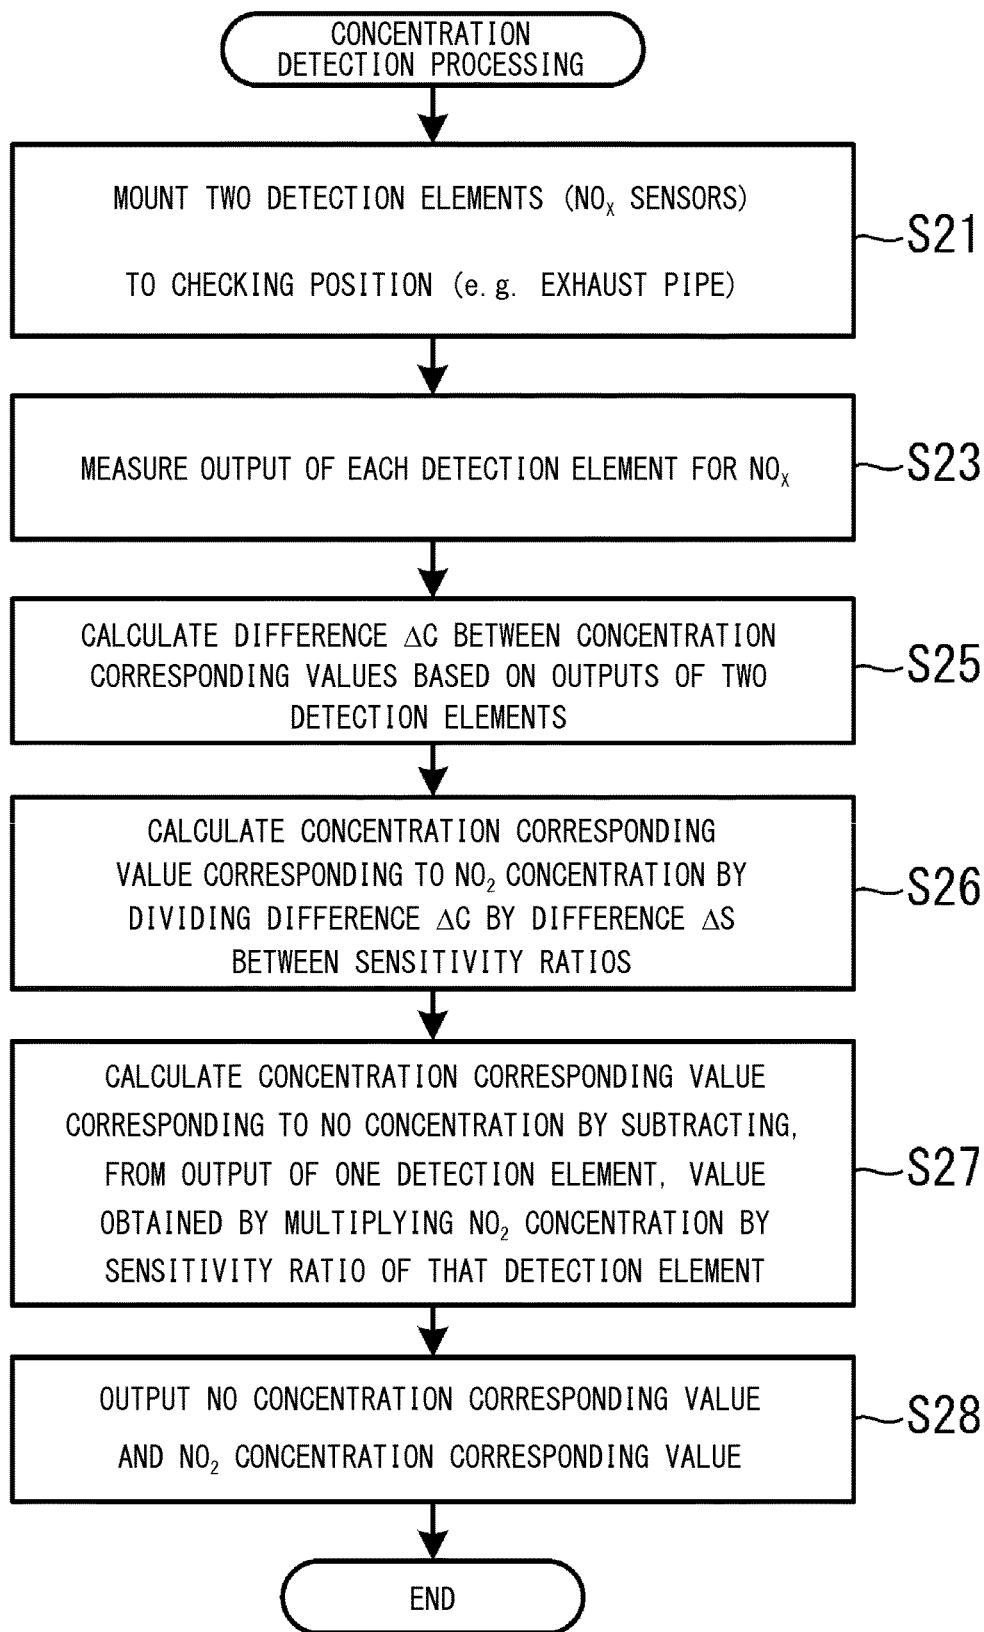 CONCENTRATION
DETECTION PROCESSING
MOUNT TWO DETECTION ELEMENTS (NOₓ SENSORS)
TO CHECKING POSITION (e.g. EXHAUST PIPE)
S21
MEASURE OUTPUT OF EACH DETECTION ELEMENT FOR NOₓ
S23
CALCULATE DIFFERENCE ΔC BETWEEN CONCENTRATION
CORRESPONDING VALUES BASED ON OUTPUTS OF TWO
DETECTION ELEMENTS
S25
CALCULATE CONCENTRATION CORRESPONDING
VALUE CORRESPONDING TO NO₂ CONCENTRATION BY
DIVIDING DIFFERENCE ΔC BY DIFFERENCE ΔS
BETWEEN SENSITIVITY RATIOS
S26
CALCULATE CONCENTRATION CORRESPONDING VALUE
CORRESPONDING TO NO CONCENTRATION BY SUBTRACTING,
FROM OUTPUT OF ONE DETECTION ELEMENT, VALUE
OBTAINED BY MULTIPLYING NO₂ CONCENTRATION BY
SENSITIVITY RATIO OF THAT DETECTION ELEMENT
S27
OUTPUT NO CONCENTRATION CORRESPONDING VALUE
AND NO₂ CONCENTRATION CORRESPONDING VALUE
S28
END